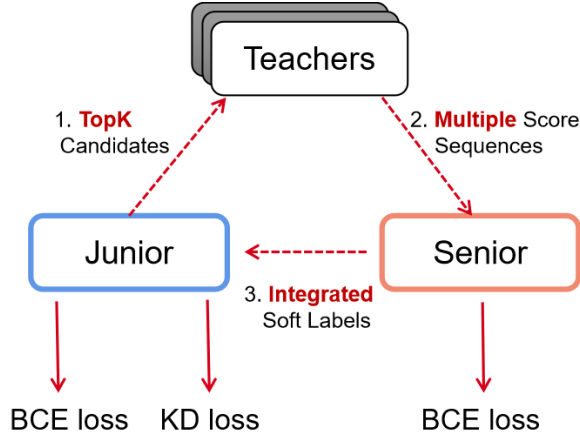 Teachers
1. TopK
Candidates
2. Multiple Score
Sequences
Junior
Senior
3. Integrated
Soft Labels
BCE loss
KD loss
BCE loss